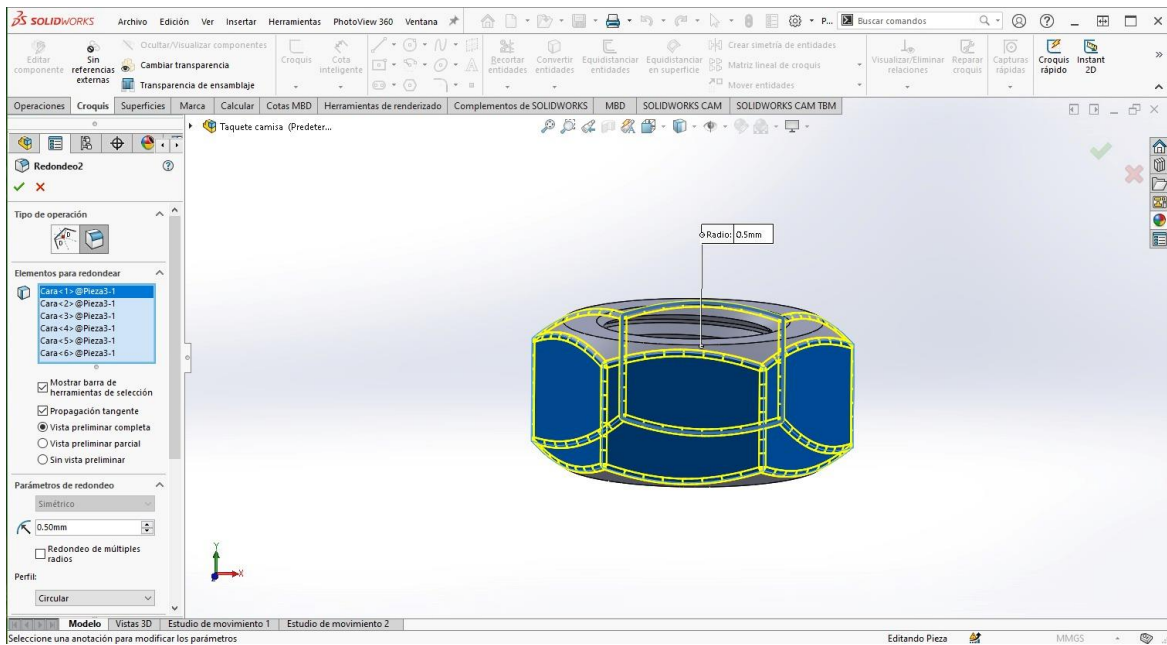 SOLIDWORKS Archivo Edición Ver Insertar Herramientas PhotoView 360 Ventana P... Buscar comandos
Editar componente
Sin referencias externas
Ocultar/Visualizar componentes
Cambiar transparencia
Transparencia de ensamblaje
Croquis
Cota inteligente
Recortar entidades
Convertir entidades
Equidistanciar entidades
Equidistanciar en superficie
Crear simetría de entidades
Matriz lineal de croquis
Mover entidades
Visualizar/Eliminar relaciones
Reparar croquis
Capturas rápidas
Croquis rápido
Instant 2D
Operaciones Croquis Superficies Marca Calcular Cotas MBD Herramientas de renderizado Complementos de SOLIDWORKS MBD SOLIDWORKS CAM SOLIDWORKS CAM TBM
Taquete camisa (Predeter...
Redondeo2
Tipo de operación
Elementos para redondear
Cara<1>@Pieza3-1
Cara<2>@Pieza3-1
Cara<3>@Pieza3-1
Cara<4>@Pieza3-1
Cara<5>@Pieza3-1
Cara<6>@Pieza3-1
Mostrar barra de
herramientas de selección
Propagación tangente
Vista preliminar completa
Vista preliminar parcial
Sin vista preliminar
Parámetros de redondeo
Simétrico
0.50mm
Redondeo de múltiples
radios
Perfil:
Circular
Radio: 0.5mm
Y
X
Modelo Vistas 3D Estudio de movimiento 1 Estudio de movimiento 2
Seleccione una anotación para modificar los parámetros Editando Pieza MMGS